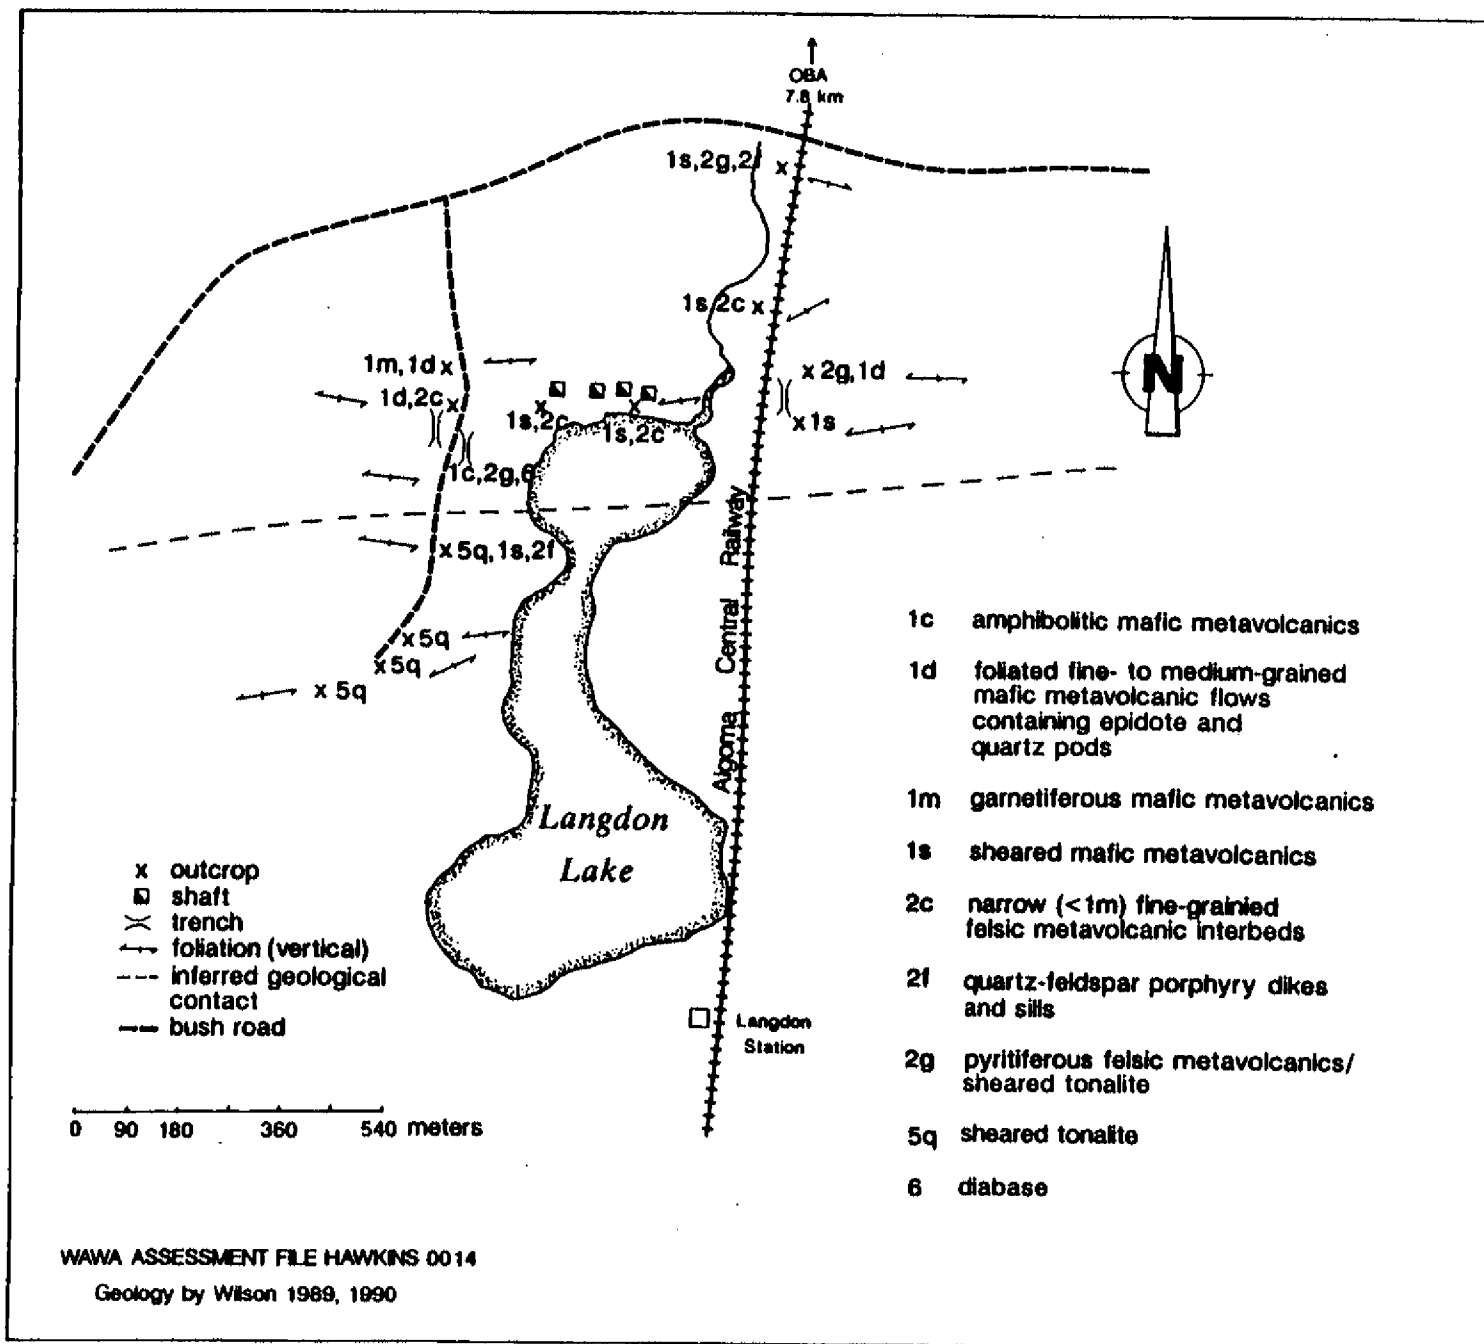 OBA
7.8 km
1s,2g,2f
1s,2c
1m,1d
2g,1d
1d,2c
1s
1s,2c
1s,2c
1c,2g,6
N
5q,1s,2f
5q
5q
5q
Algoma Central Railway
Langdon
Lake
Langdon
Station
x outcrop
shaft
trench
foliation (vertical)
inferred geological
contact
bush road
0 90 180 360 540 meters
1c amphibolitic mafic metavolcanics
1d foliated fine- to medium-grained
mafic metavolcanic flows
containing epidote and
quartz pods
1m garnetiferous mafic metavolcanics
1s sheared mafic metavolcanics
2c narrow (<1m) fine-grainied
felsic metavolcanic interbeds
2f quartz-feldspar porphyry dikes
and sills
2g pyritiferous felsic metavolcanics/
sheared tonalite
5q sheared tonalite
6 diabase
WAWA ASSESSMENT FILE HAWKINS 0014
Geology by Wilson 1989, 1990